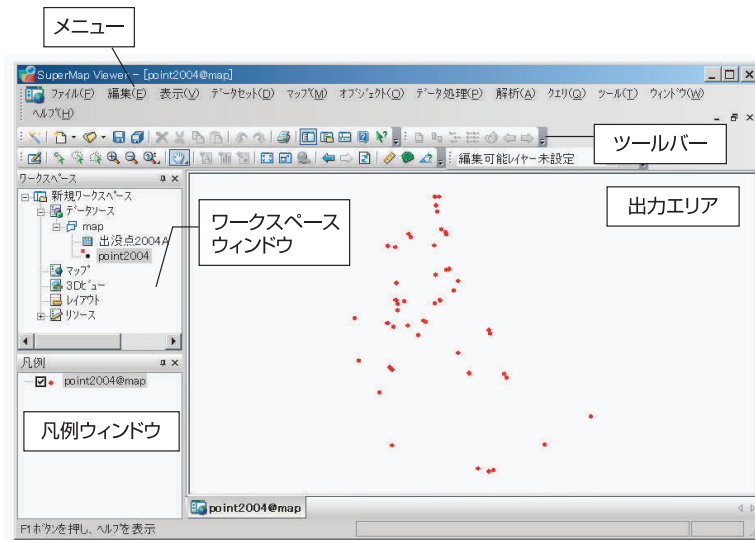 メニュー
SuperMap Viewer - [point2004@map]
ファイル(F) 編集(E) 表示(V) データセット(D) マップ(M) オブジェクト(O) データ処理(P) 解析(A) クエリ(Q) ツール(T) ウィンドウ(W)
ヘルプ(H)
ツールバー
編集可能レイヤー未設定
ワークスペース
新規ワークスペース
データソース
map
出没点2004A
point2004
マップ
3Dビュー
レイアウト
リソース
ワークスペース
ウィンドウ
出力エリア
凡例
point2004@map
凡例ウィンドウ
point2004@map
F1ボタンを押し、ヘルプを表示